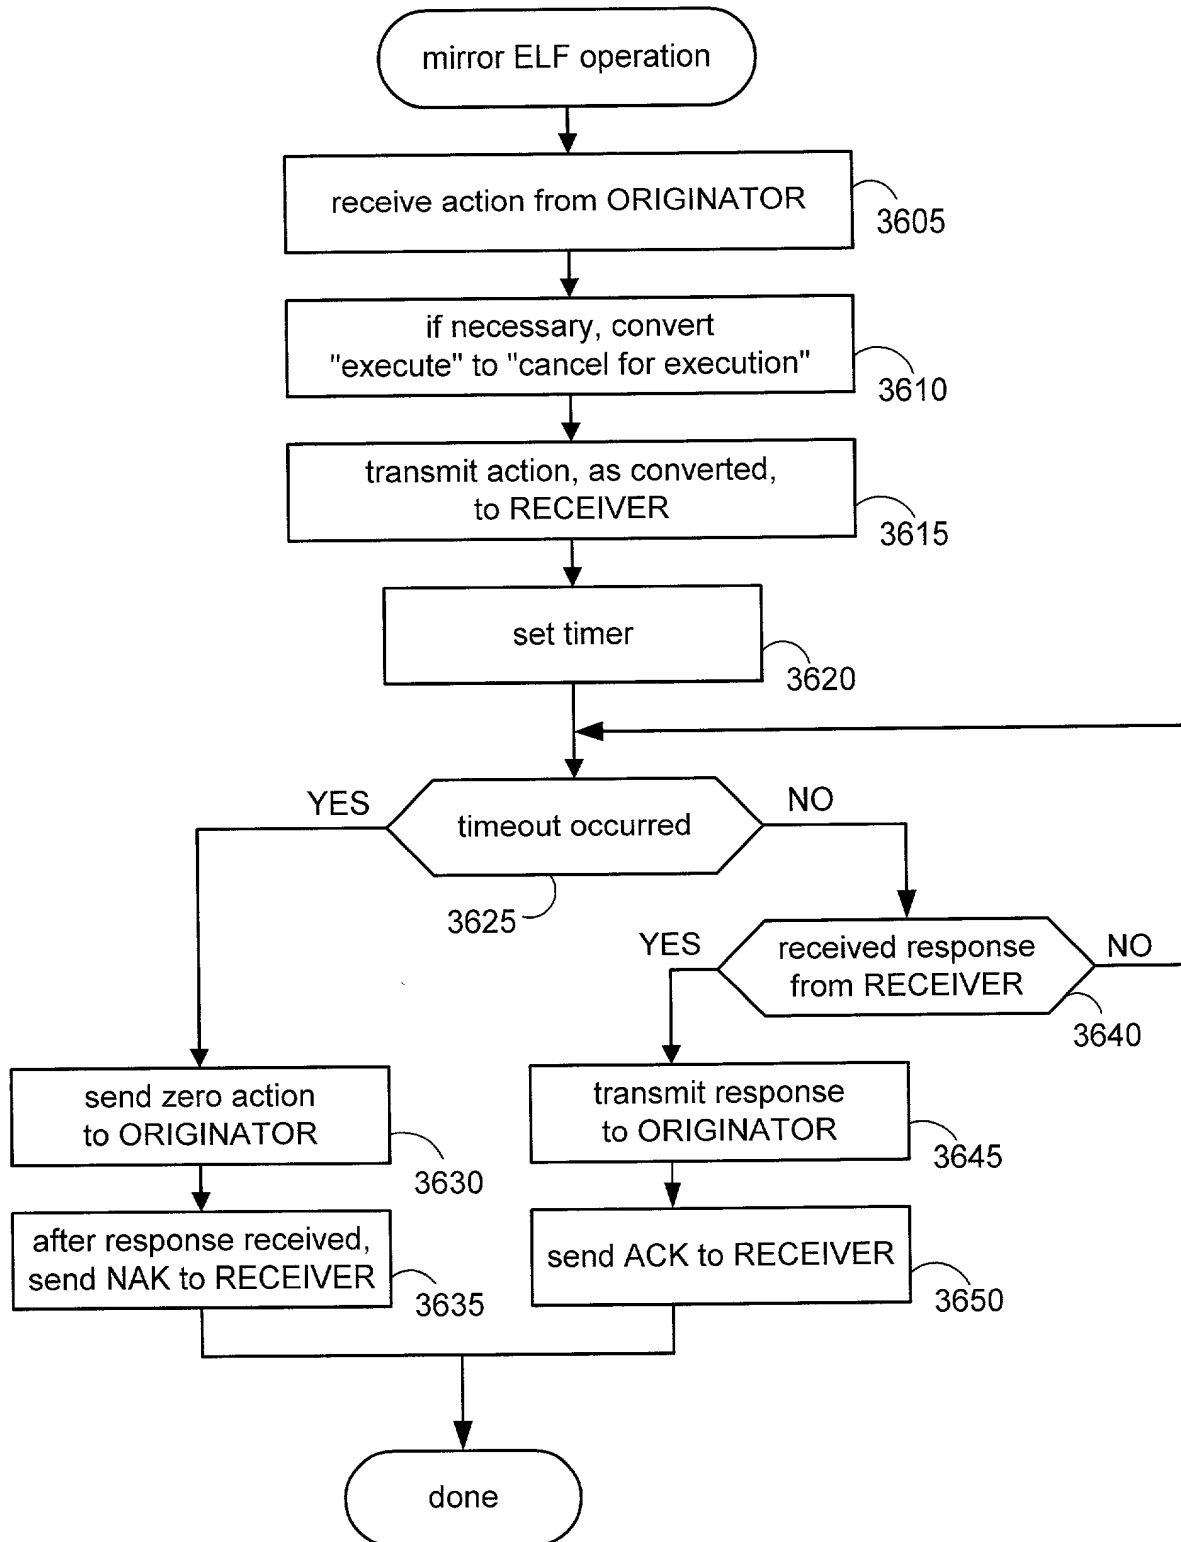 mirror ELF operation
receive action from ORIGINATOR
3605
if necessary, convert
"execute" to "cancel for execution"
3610
transmit action, as converted,
to RECEIVER
3615
set timer
3620
YES
timeout occurred
NO
3625
YES
received response
from RECEIVER
NO
3640
send zero action
to ORIGINATOR
3630
transmit response
to ORIGINATOR
3645
after response received,
send NAK to RECEIVER
3635
send ACK to RECEIVER
3650
done